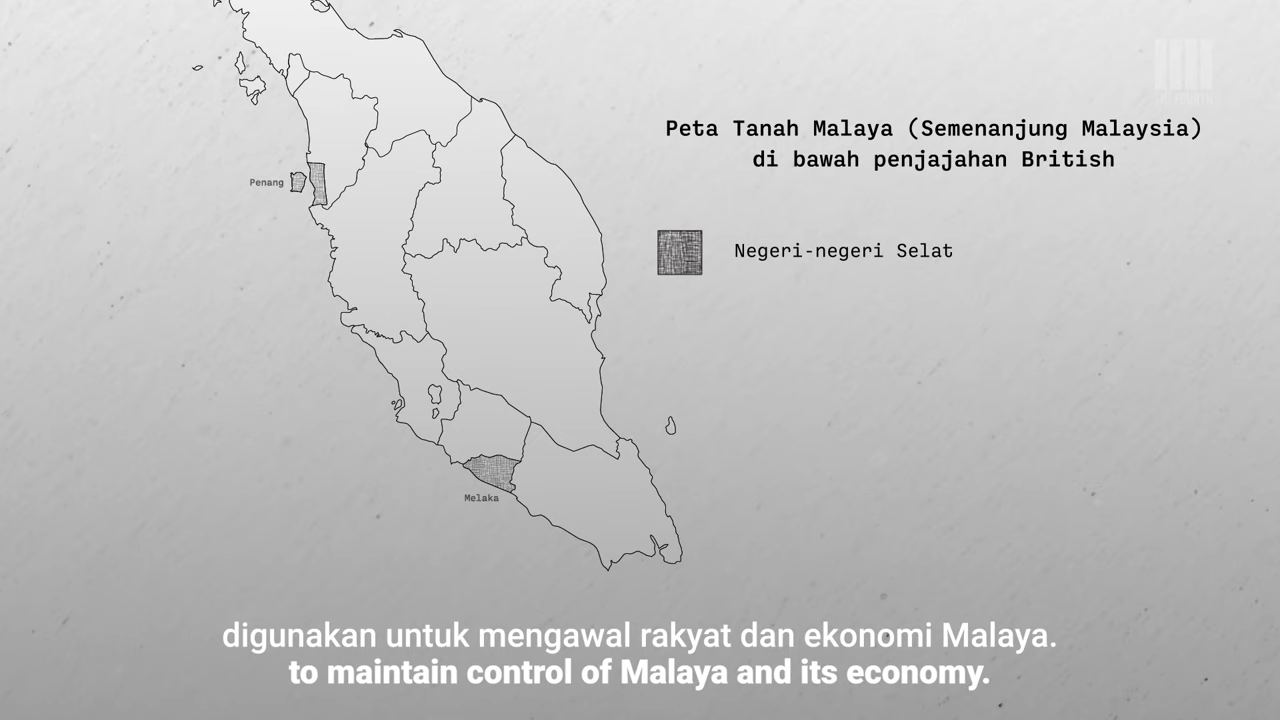 Peta Tanah Malaya (Semenanjung Malaysia)
di bawah penjajahan British
Penang
Negeri-negeri Selat
Melaka
digunakan untuk mengawal rakyat dan ekonomi Malaya.
to maintain control of Malaya and its economy.